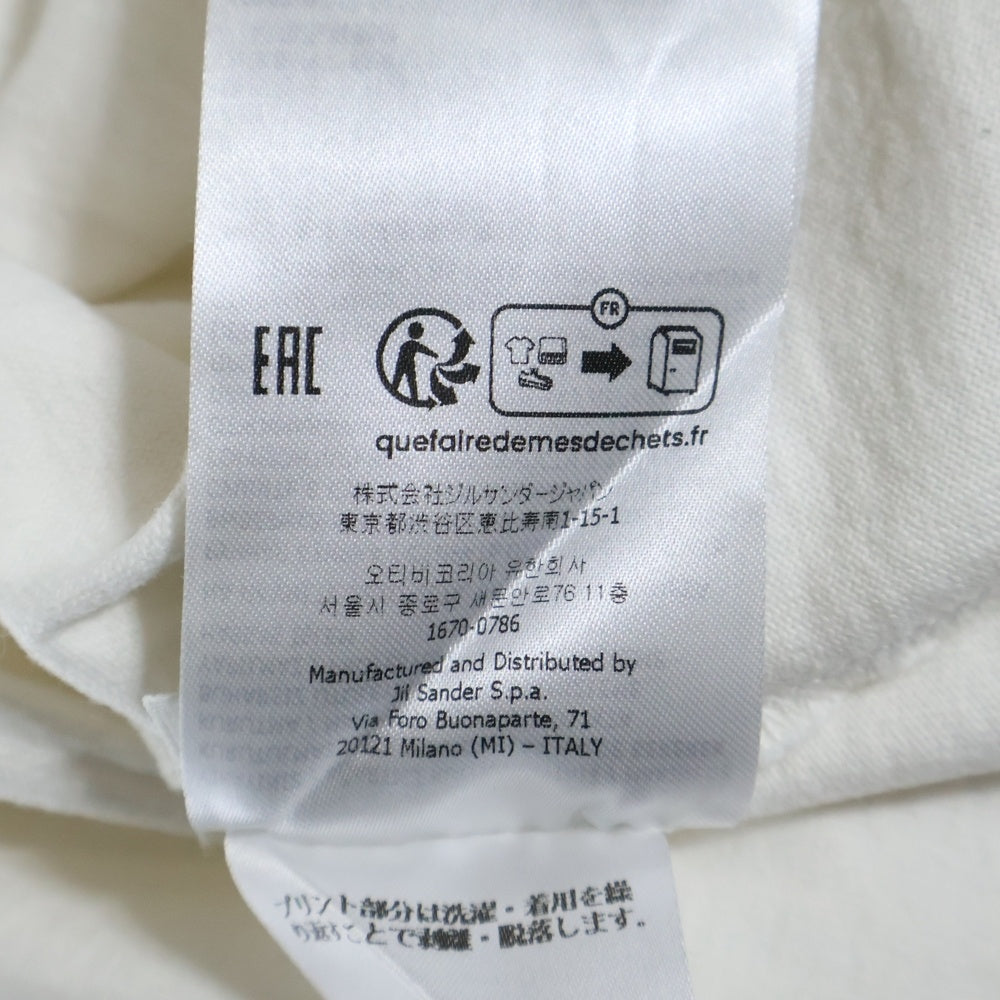 EAC
FR
quefairedemesdechets.fr
株式会社ジルサンダージャパン
東京都渋谷区恵比寿南1-15-1
오티비코리아 유한회사
서울시 종로구 새문안로76 11층
1670-0786
Manufactured and Distributed by
Jil Sander S.p.a.
Via Foro Buonaparte, 71
20121 Milano (MI) – ITALY
プリント部分は洗濯・着用を繰
り返すことで剥離・脱落します。